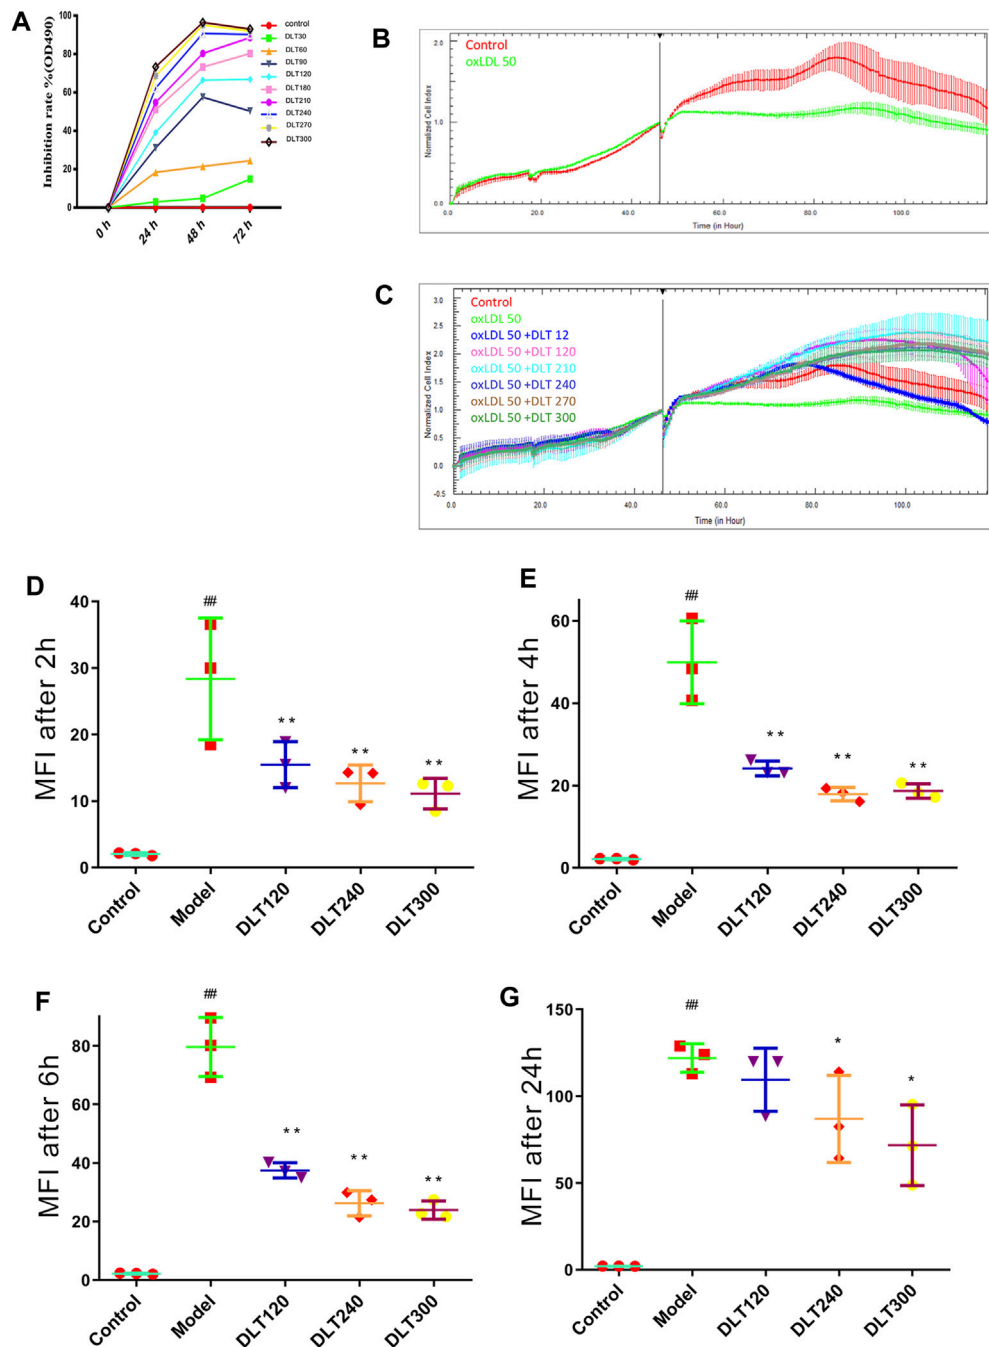 A
Inhibition rate %(OD490)
100
80
60
40
20
0
0 h
24 h
48 h
72 h
control
DLT30
DLT60
DLT90
DLT120
DLT180
DLT210
DLT240
DLT270
DLT300
B
Control
oxLDL 50
Normalized Cell Index
2.0
1.0
0.0
0.0
20.0
40.0
60.0
80.0
100.0
Time (in Hour)
C
Control
oxLDL 50
oxLDL 50 +DLT 12
oxLDL 50 +DLT 120
oxLDL 50 +DLT 210
oxLDL 50 +DLT 240
oxLDL 50 +DLT 270
oxLDL 50 +DLT 300
Normalized Cell Index
3.0
2.5
2.0
1.5
1.0
0.5
0.0
-0.5
0.0
20.0
40.0
60.0
80.0
100.0
Time (in Hour)
D
MFI after 2h
40
30
20
10
0
##
**
**
**
Control
Model
DLT120
DLT240
DLT300
E
MFI after 4h
60
40
20
0
##
**
**
**
Control
Model
DLT120
DLT240
DLT300
F
MFI after 6h
80
60
40
20
0
##
**
**
**
Control
Model
DLT120
DLT240
DLT300
G
MFI after 24h
150
100
50
0
##
*
*
Control
Model
DLT120
DLT240
DLT300